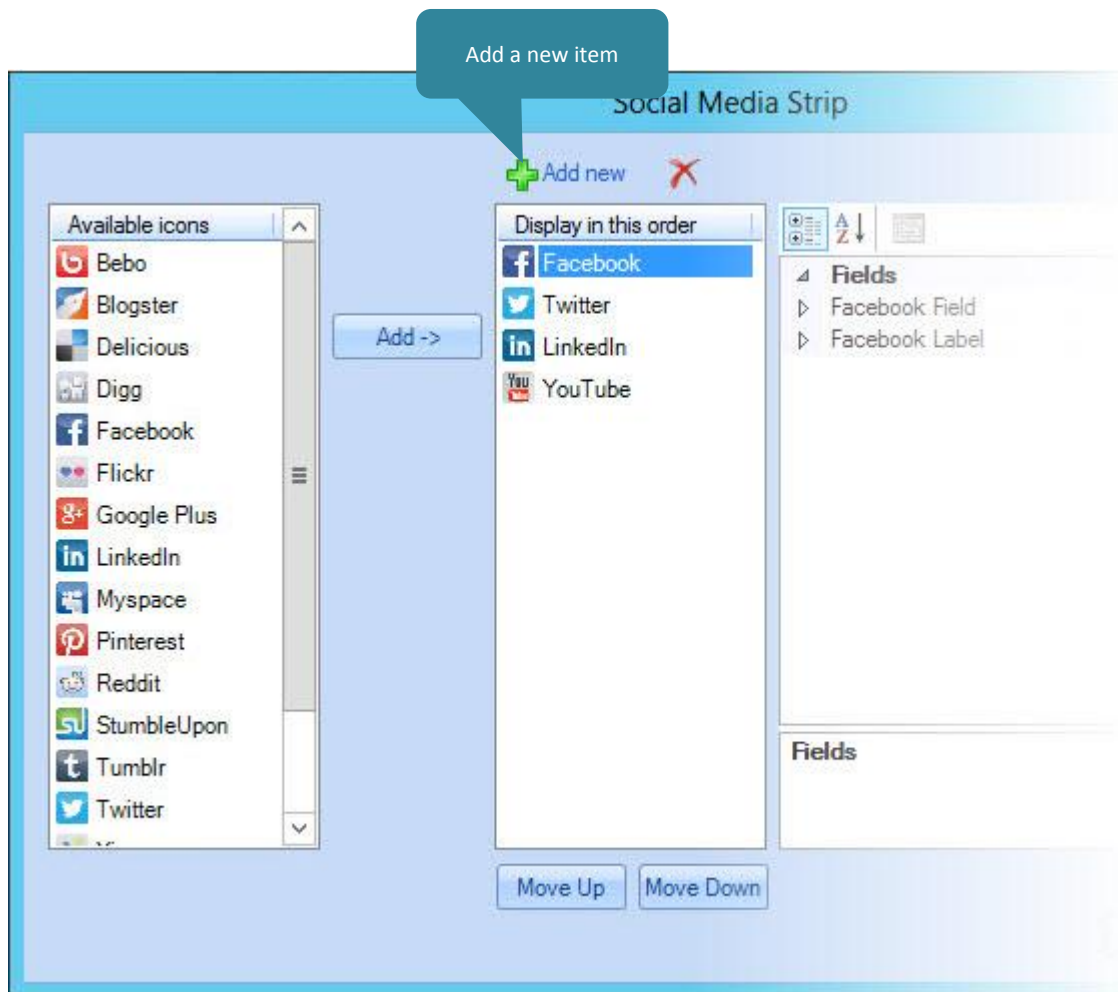 Add a new item
Social Media Strip
Add new
Available icons
Bebo
Blogster
Delicious
Digg
Facebook
Flickr
Google Plus
LinkedIn
Myspace
Pinterest
Reddit
StumbleUpon
Tumblr
Twitter
Add ->
Display in this order
Facebook
Twitter
LinkedIn
YouTube
Move Up
Move Down
Fields
Facebook Field
Facebook Label
Fields